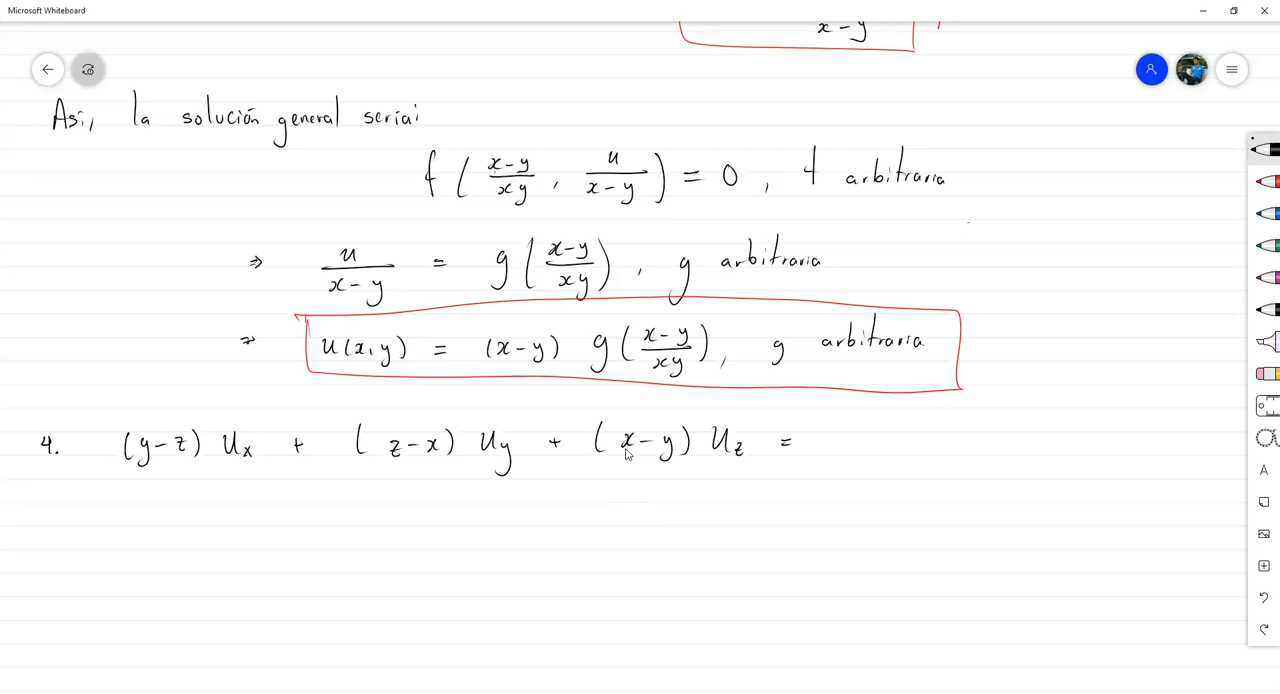 Microsoft Whiteboard
x-y
Así, la solución general sería:
f ( x-y / xy , u / x-y ) = 0 , f arbitraria
⇒ u / x-y = g ( x-y / xy ) , g arbitraria
⇒ u(x,y) = (x-y) g ( x-y / xy ) , g arbitraria.
4. (y-z) Ux + (z-x) Uy + (x-y) Uz =